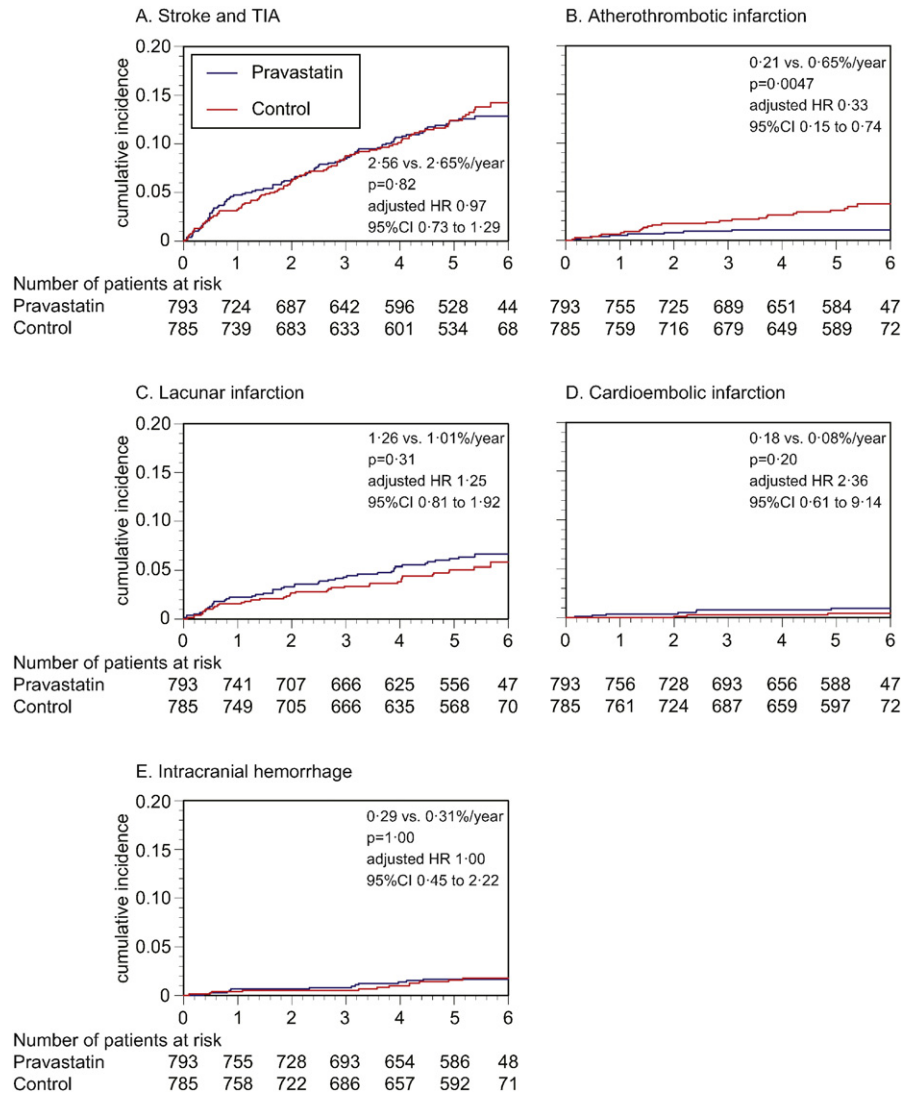 A. Stroke and TIA
cumulative incidence
0.20
0.15
0.10
0.05
0
Pravastatin
Control
2·56 vs. 2·65%/year
p=0·82
adjusted HR 0·97
95%CI 0·73 to 1·29
0 1 2 3 4 5 6
Number of patients at risk
Pravastatin 793 724 687 642 596 528 44
Control 785 739 683 633 601 534 68
B. Atherothrombotic infarction
0·21 vs. 0·65%/year
p=0·0047
adjusted HR 0·33
95%CI 0·15 to 0·74
0 1 2 3 4 5 6
793 755 725 689 651 584 47
785 759 716 679 649 589 72
C. Lacunar infarction
cumulative incidence
0.20
0.15
0.10
0.05
0
1·26 vs. 1·01%/year
p=0·31
adjusted HR 1·25
95%CI 0·81 to 1·92
0 1 2 3 4 5 6
Number of patients at risk
Pravastatin 793 741 707 666 625 556 47
Control 785 749 705 666 635 568 70
D. Cardioembolic infarction
0·18 vs. 0·08%/year
p=0·20
adjusted HR 2·36
95%CI 0·61 to 9·14
0 1 2 3 4 5 6
793 756 728 693 656 588 47
785 761 724 687 659 597 72
E. Intracranial hemorrhage
cumulative incidence
0.20
0.15
0.10
0.05
0
0·29 vs. 0·31%/year
p=1·00
adjusted HR 1·00
95%CI 0·45 to 2·22
0 1 2 3 4 5 6
Number of patients at risk
Pravastatin 793 755 728 693 654 586 48
Control 785 758 722 686 657 592 71